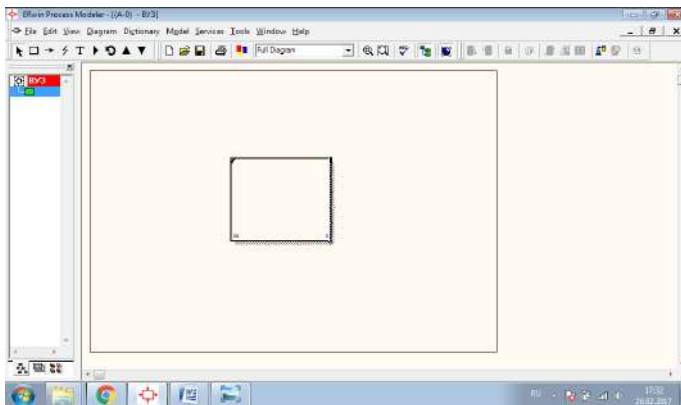 ERwin Process Modeler - [(A-0) - ВУЗ]
File Edit View Diagram Dictionary Model Services Tools Window Help
Full Diagram
ВУЗ
RU
17:32
26.02.2017